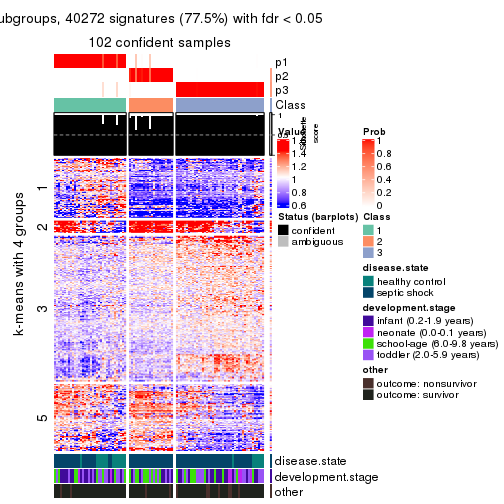 ubgroups, 40272 signatures (77.5%) with fdr < 0.05
102 confident samples
p1
p2
p3
Class
1
Silhouette
score
k-means with 4 groups
1
2
3
5
disease.state
development.stage
other
Value
1.6
1.4
1.2
1
0.8
0.6
Status (barplots)
confident
ambiguous
Prob
1
0.8
0.6
0.4
0.2
0
Class
1
2
3
disease.state
healthy control
septic shock
development.stage
infant (0.2-1.9 years)
neonate (0.0-0.1 years)
school-age (6.0-9.8 years)
toddler (2.0-5.9 years)
other
outcome: nonsurvivor
outcome: survivor